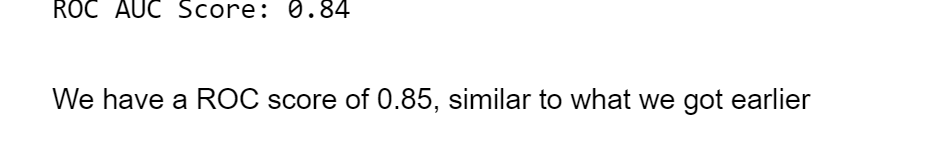 ROC AUC Score: 0.84
We have a ROC score of 0.85, similar to what we got earlier